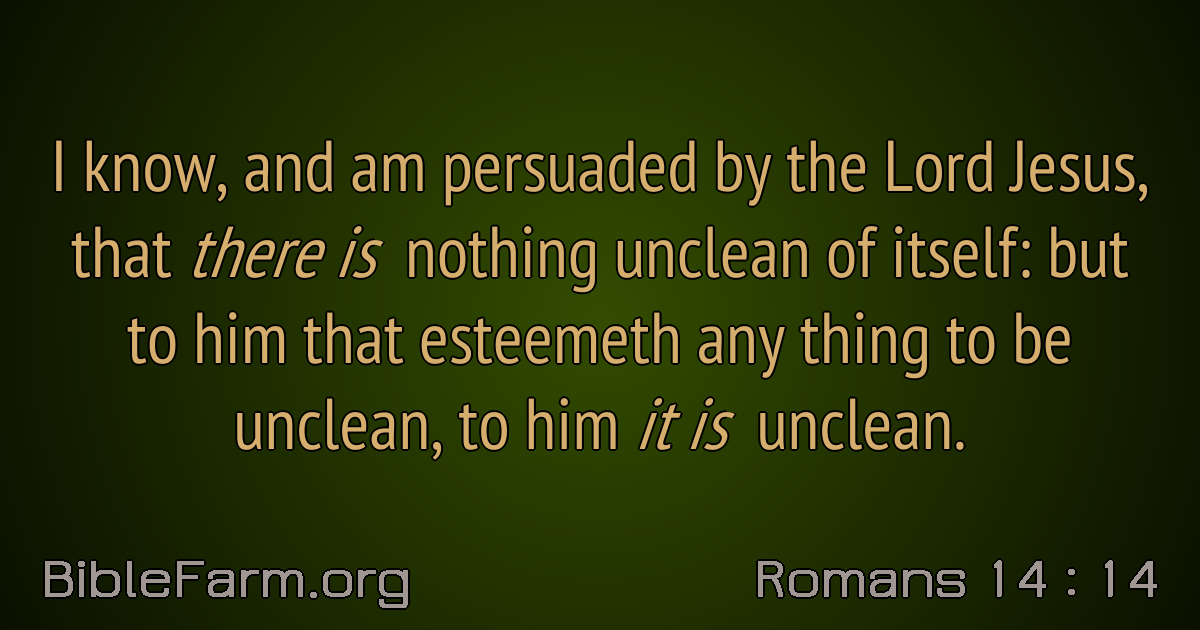 I know, and am persuaded by the Lord Jesus,
that there is nothing unclean of itself: but
to him that esteemeth any thing to be
unclean, to him it is unclean.
BibleFarm.org
Romans 14 : 14